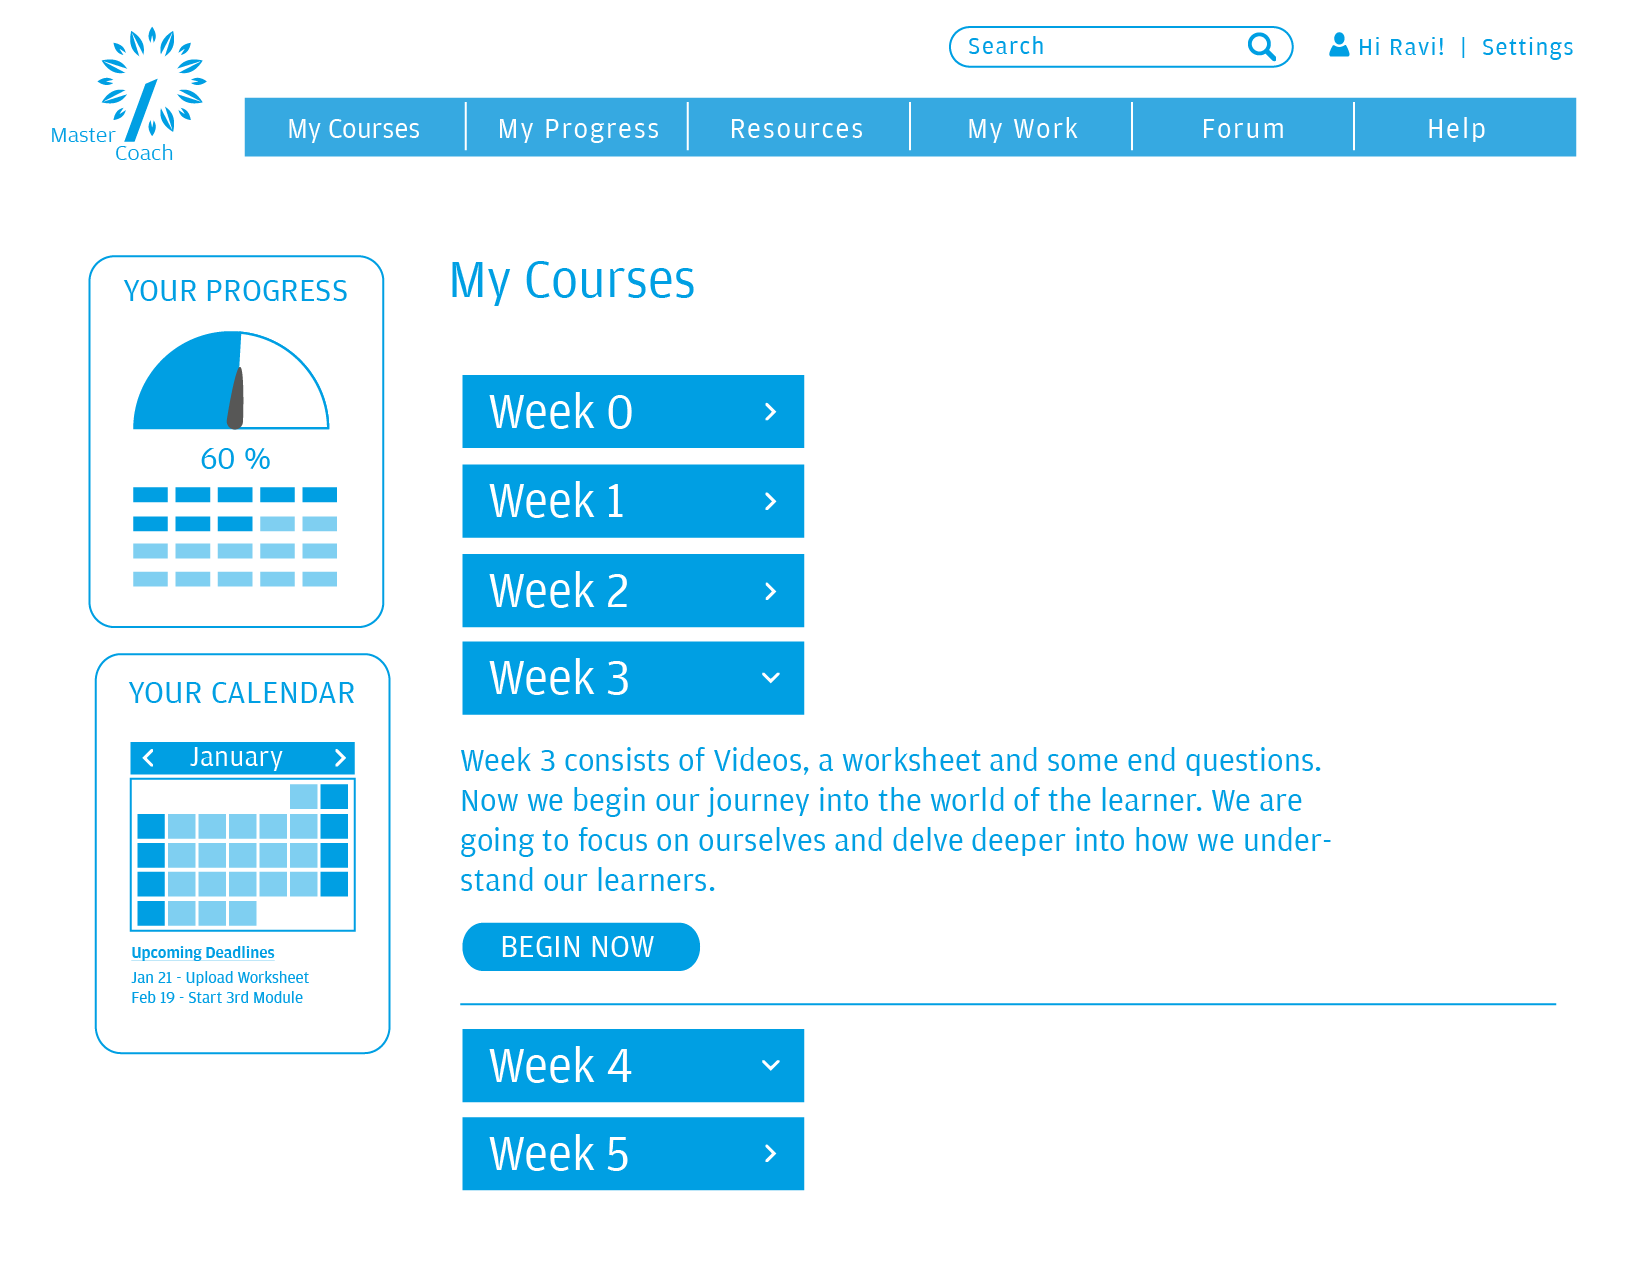 Master
Coach
Search
Hi Ravi! | Settings
My Courses
My Progress
Resources
My Work
Forum
Help
YOUR PROGRESS
60 %
YOUR CALENDAR
January
Upcoming Deadlines
Jan 21 - Upload Worksheet
Feb 19 - Start 3rd Module
My Courses
Week 0
Week 1
Week 2
Week 3
Week 3 consists of Videos, a worksheet and some end questions.
Now we begin our journey into the world of the learner. We are
going to focus on ourselves and delve deeper into how we under-
stand our learners.
BEGIN NOW
Week 4
Week 5